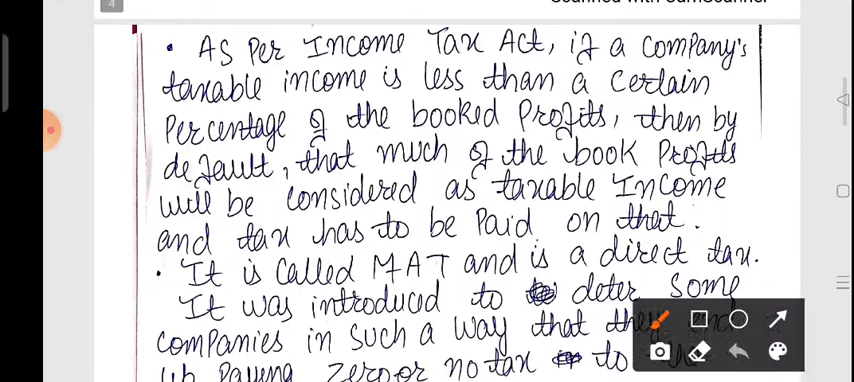 4
Scanned with CamScanner
• As Per Income Tax Act, if a company's
taxable income is less than a certain
Percentage of the booked Profits, then by
default, that much of the book Profits
will be considered as taxable Income
and tax has to be Paid on that.
• It is called MAT and is a direct tax.
It was introduced to deter some
companies in such a way that they end
up Paying zero or no tax to